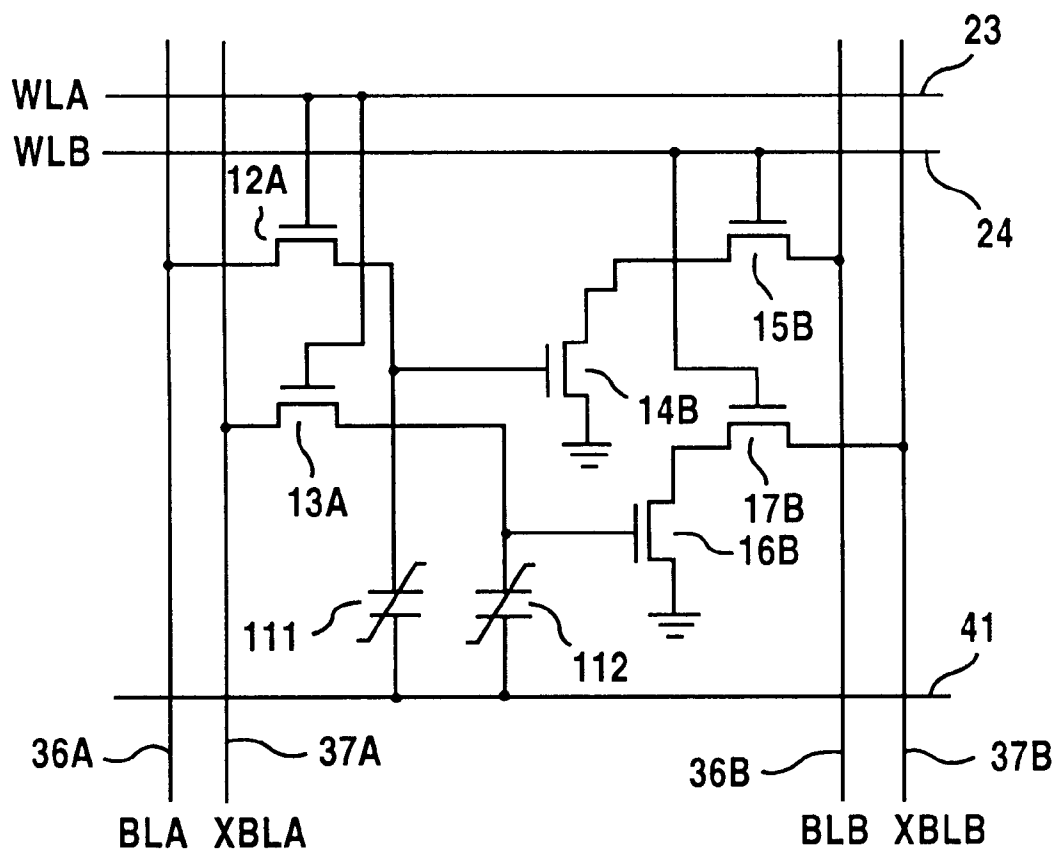 23
WLA
WLB
12A
24
15B
14B
13A
17B
16B
111
112
41
36A
37A
36B
37B
BLA XBLA
BLB XBLB